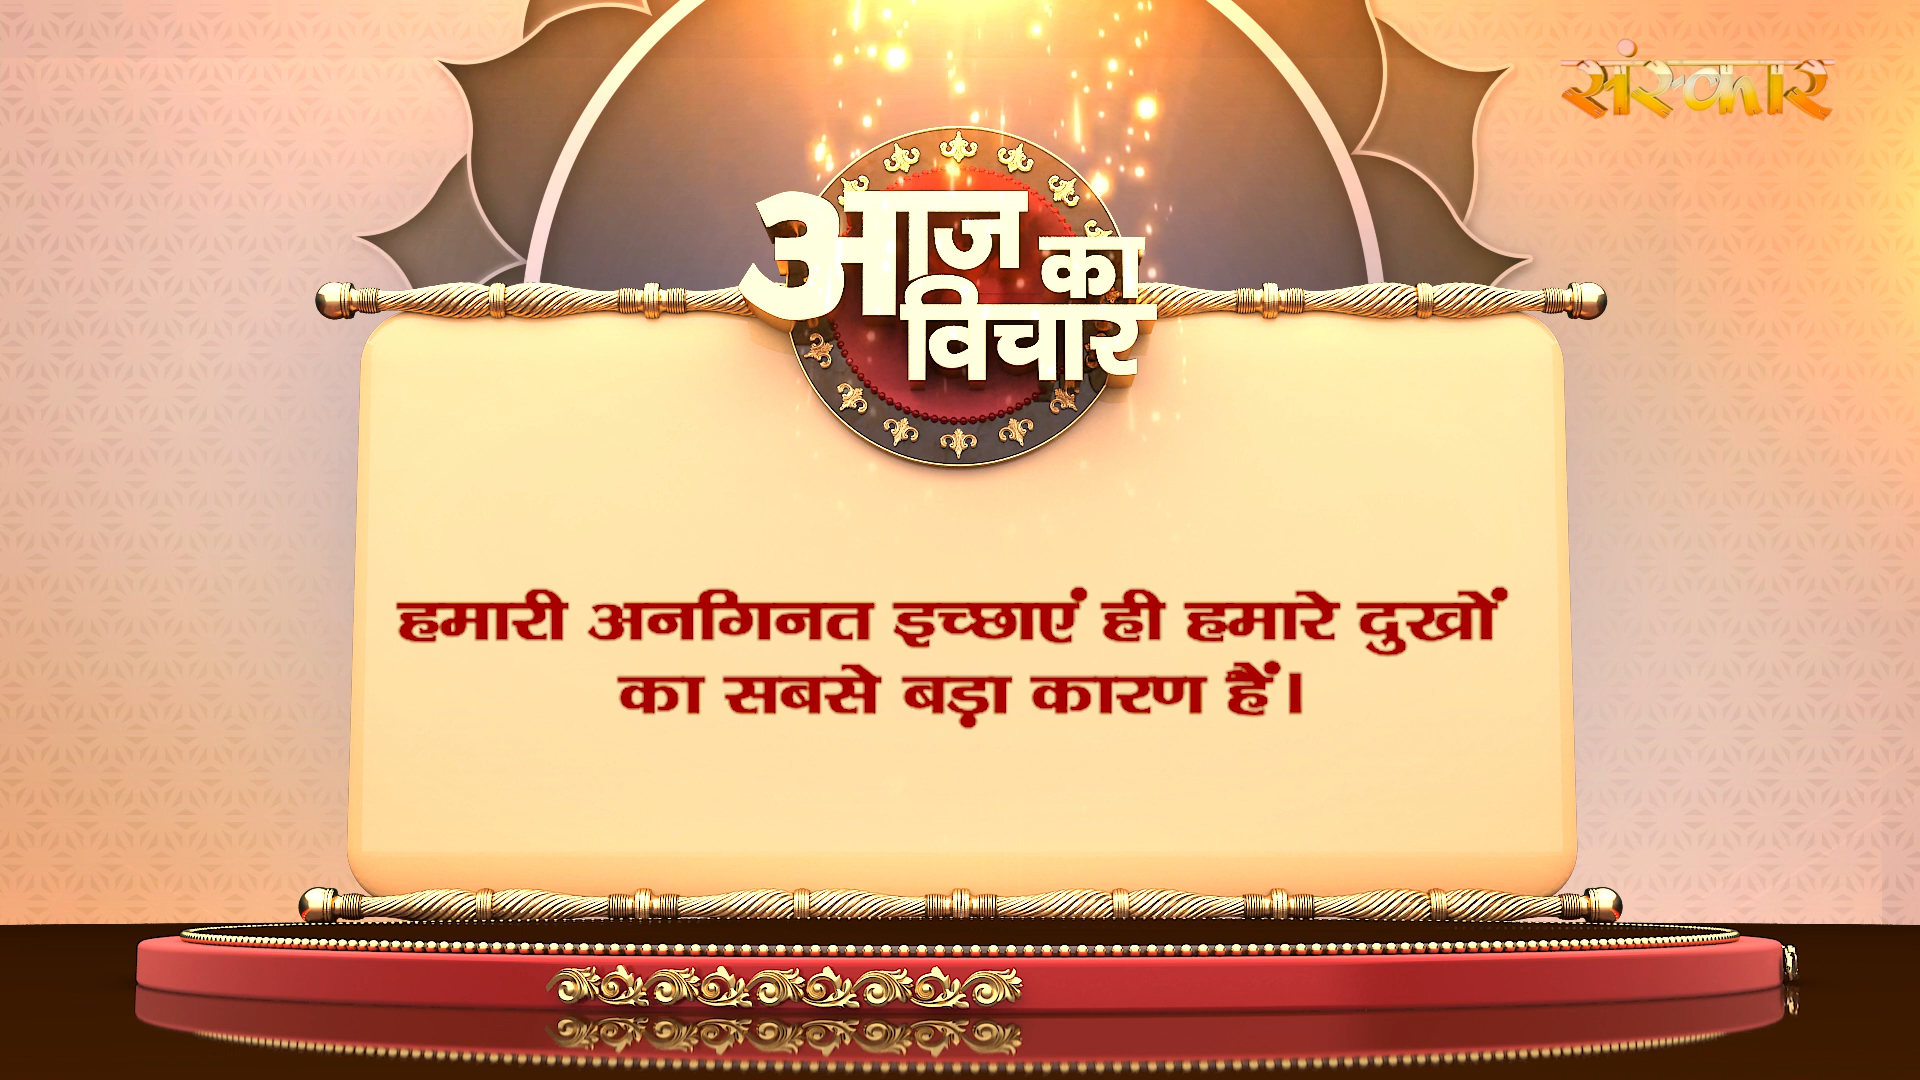 संस्कार
आज का
विचार
हमारी अनगिनत इच्छाएं ही हमारे दुखों
का सबसे बड़ा कारण हैं।